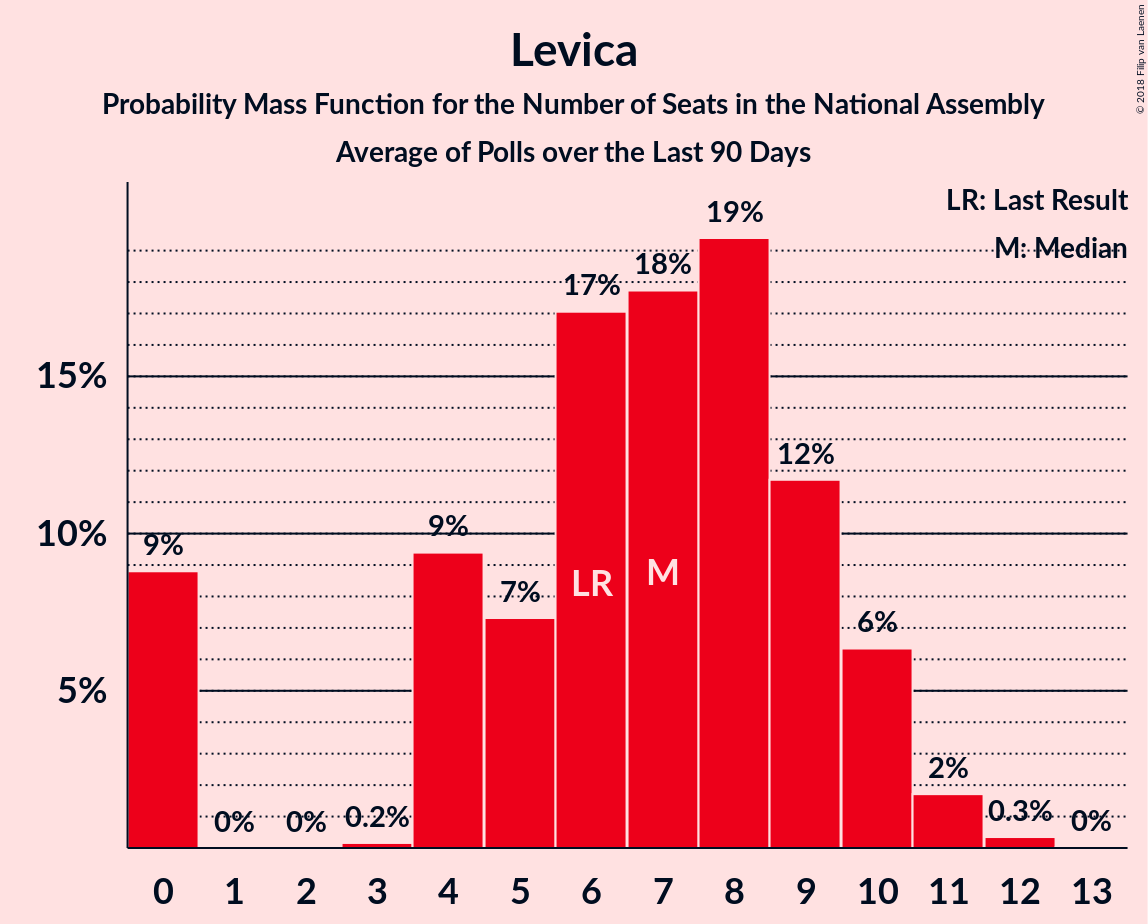 Levica
Probability Mass Function for the Number of Seats in the National Assembly
Average of Polls over the Last 90 Days
© 2018 Filip van Laenen
LR: Last Result
M: Median
19%
18%
17%
15%
12%
10%
9%
9%
7%
LR
M
6%
5%
2%
0%
0%
0.2%
0.3%
0%
0 1 2 3 4 5 6 7 8 9 10 11 12 13